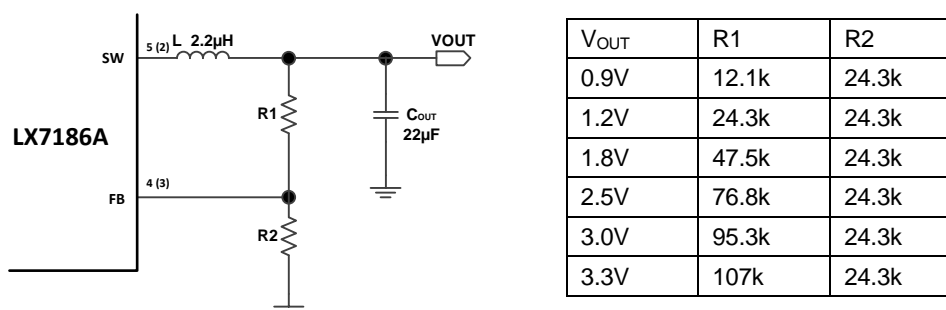 5 (2) L 2.2µH VOUT
SW
R1
COUT
22µF
LX7186A
4 (3)
FB
R2
VOUT R1 R2
0.9V 12.1k 24.3k
1.2V 24.3k 24.3k
1.8V 47.5k 24.3k
2.5V 76.8k 24.3k
3.0V 95.3k 24.3k
3.3V 107k 24.3k